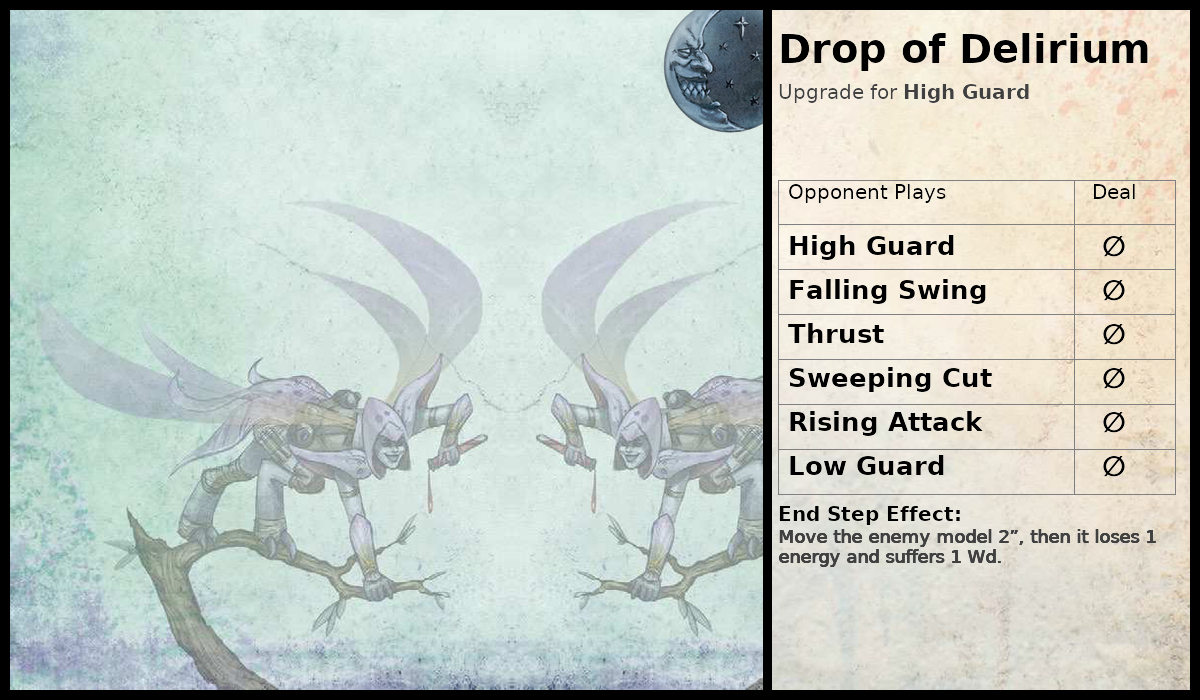 Drop of Delirium
Upgrade for High Guard
Opponent Plays Deal
High Guard ∅
Falling Swing ∅
Thrust ∅
Sweeping Cut ∅
Rising Attack ∅
Low Guard ∅
End Step Effect:
Move the enemy model 2”, then it loses 1
energy and suffers 1 Wd.